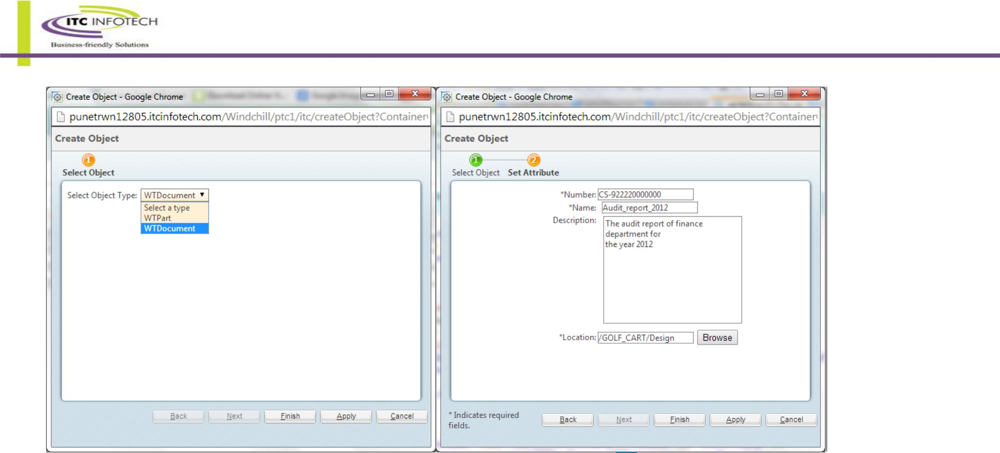 ITC INFOTECH
Business-friendly Solutions
Create Object - Google Chrome
punetrwn12805.itcinfotech.com/Windchill/ptc1/itc/createObject?Container
Create Object
1
Select Object
Select Object Type: WTDocument
Select a type
WTPart
WTDocument
Back Next Finish Apply Cancel
Create Object - Google Chrome
punetrwn12805.itcinfotech.com/Windchill/ptc1/itc/createObject?Container
Create Object
1 2
Select Object Set Attribute
*Number: CS-922220000000
*Name: Audit_report_2012
Description: The audit report of finance
department for
the year 2012
*Location: /GOLF_CART/Design Browse
* Indicates required
fields.
Back Next Finish Apply Cancel